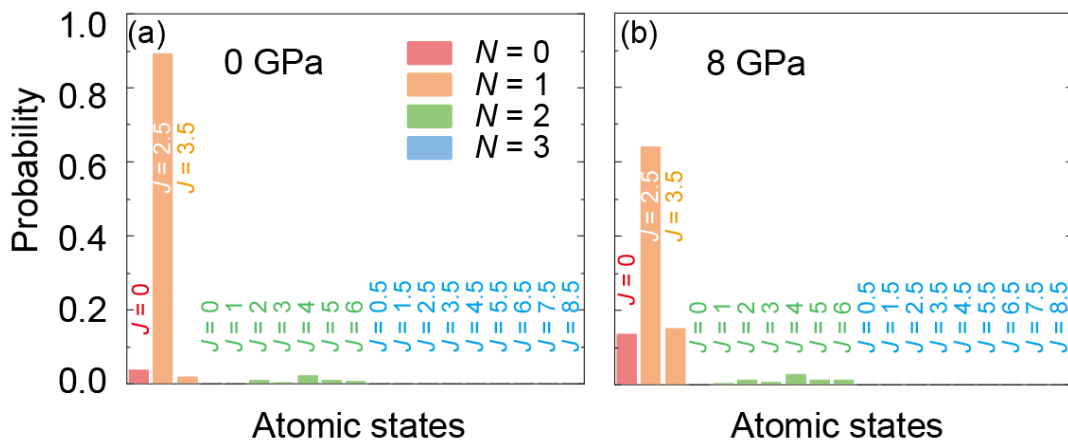 (a)
0 GPa
N = 0
N = 1
N = 2
N = 3
1.0
0.8
0.6
0.4
0.2
0.0
Probability
J = 0
J = 2.5
J = 3.5
J = 0
J = 1
J = 2
J = 3
J = 4
J = 5
J = 6
J = 0.5
J = 1.5
J = 2.5
J = 3.5
J = 4.5
J = 5.5
J = 6.5
J = 7.5
J = 8.5
Atomic states
(b)
8 GPa
J = 0
J = 2.5
J = 3.5
J = 0
J = 1
J = 2
J = 3
J = 4
J = 5
J = 6
J = 0.5
J = 1.5
J = 2.5
J = 3.5
J = 4.5
J = 5.5
J = 6.5
J = 7.5
J = 8.5
Atomic states